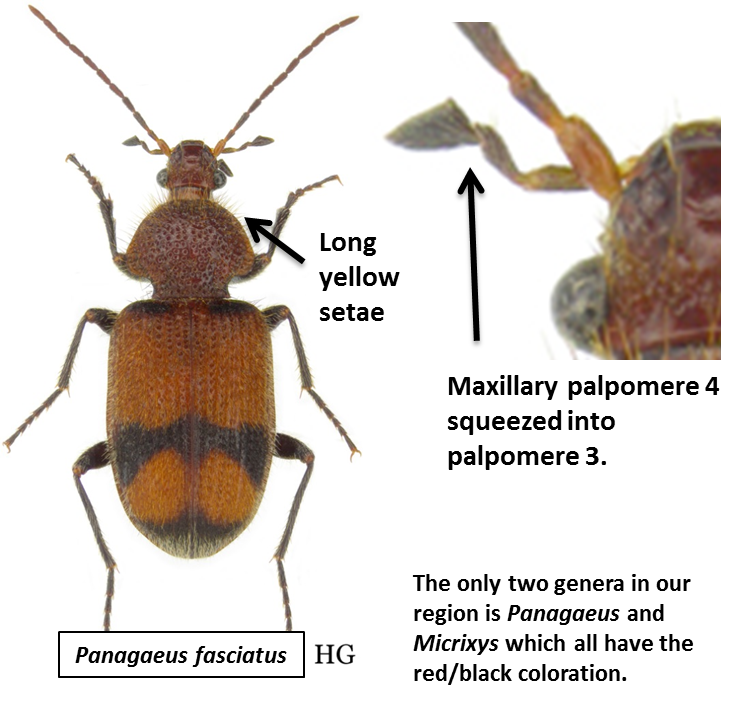 Long
yellow
setae
Maxillary palpomere 4
squeezed into
palpomere 3.
The only two genera in our
region is Panagaeus and
Micrixys which all have the
red/black coloration.
Panagaeus fasciatus HG